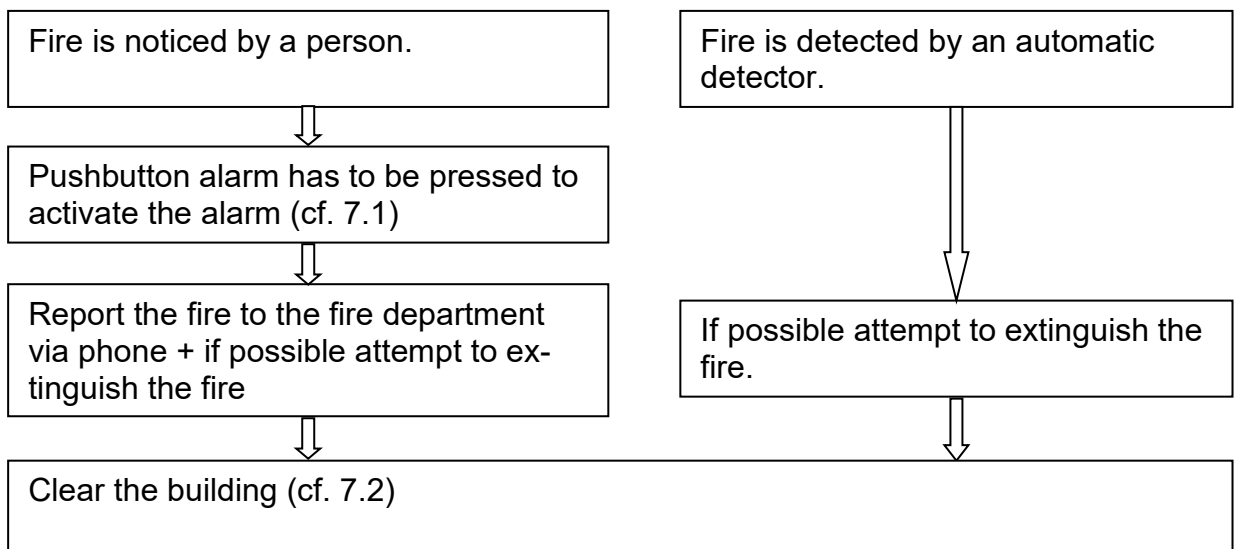 Fire is noticed by a person.
Fire is detected by an automatic
detector.
Pushbutton alarm has to be pressed to
activate the alarm (cf. 7.1)
Report the fire to the fire department
via phone + if possible attempt to ex-
tinguish the fire
If possible attempt to extinguish the
fire.
Clear the building (cf. 7.2)